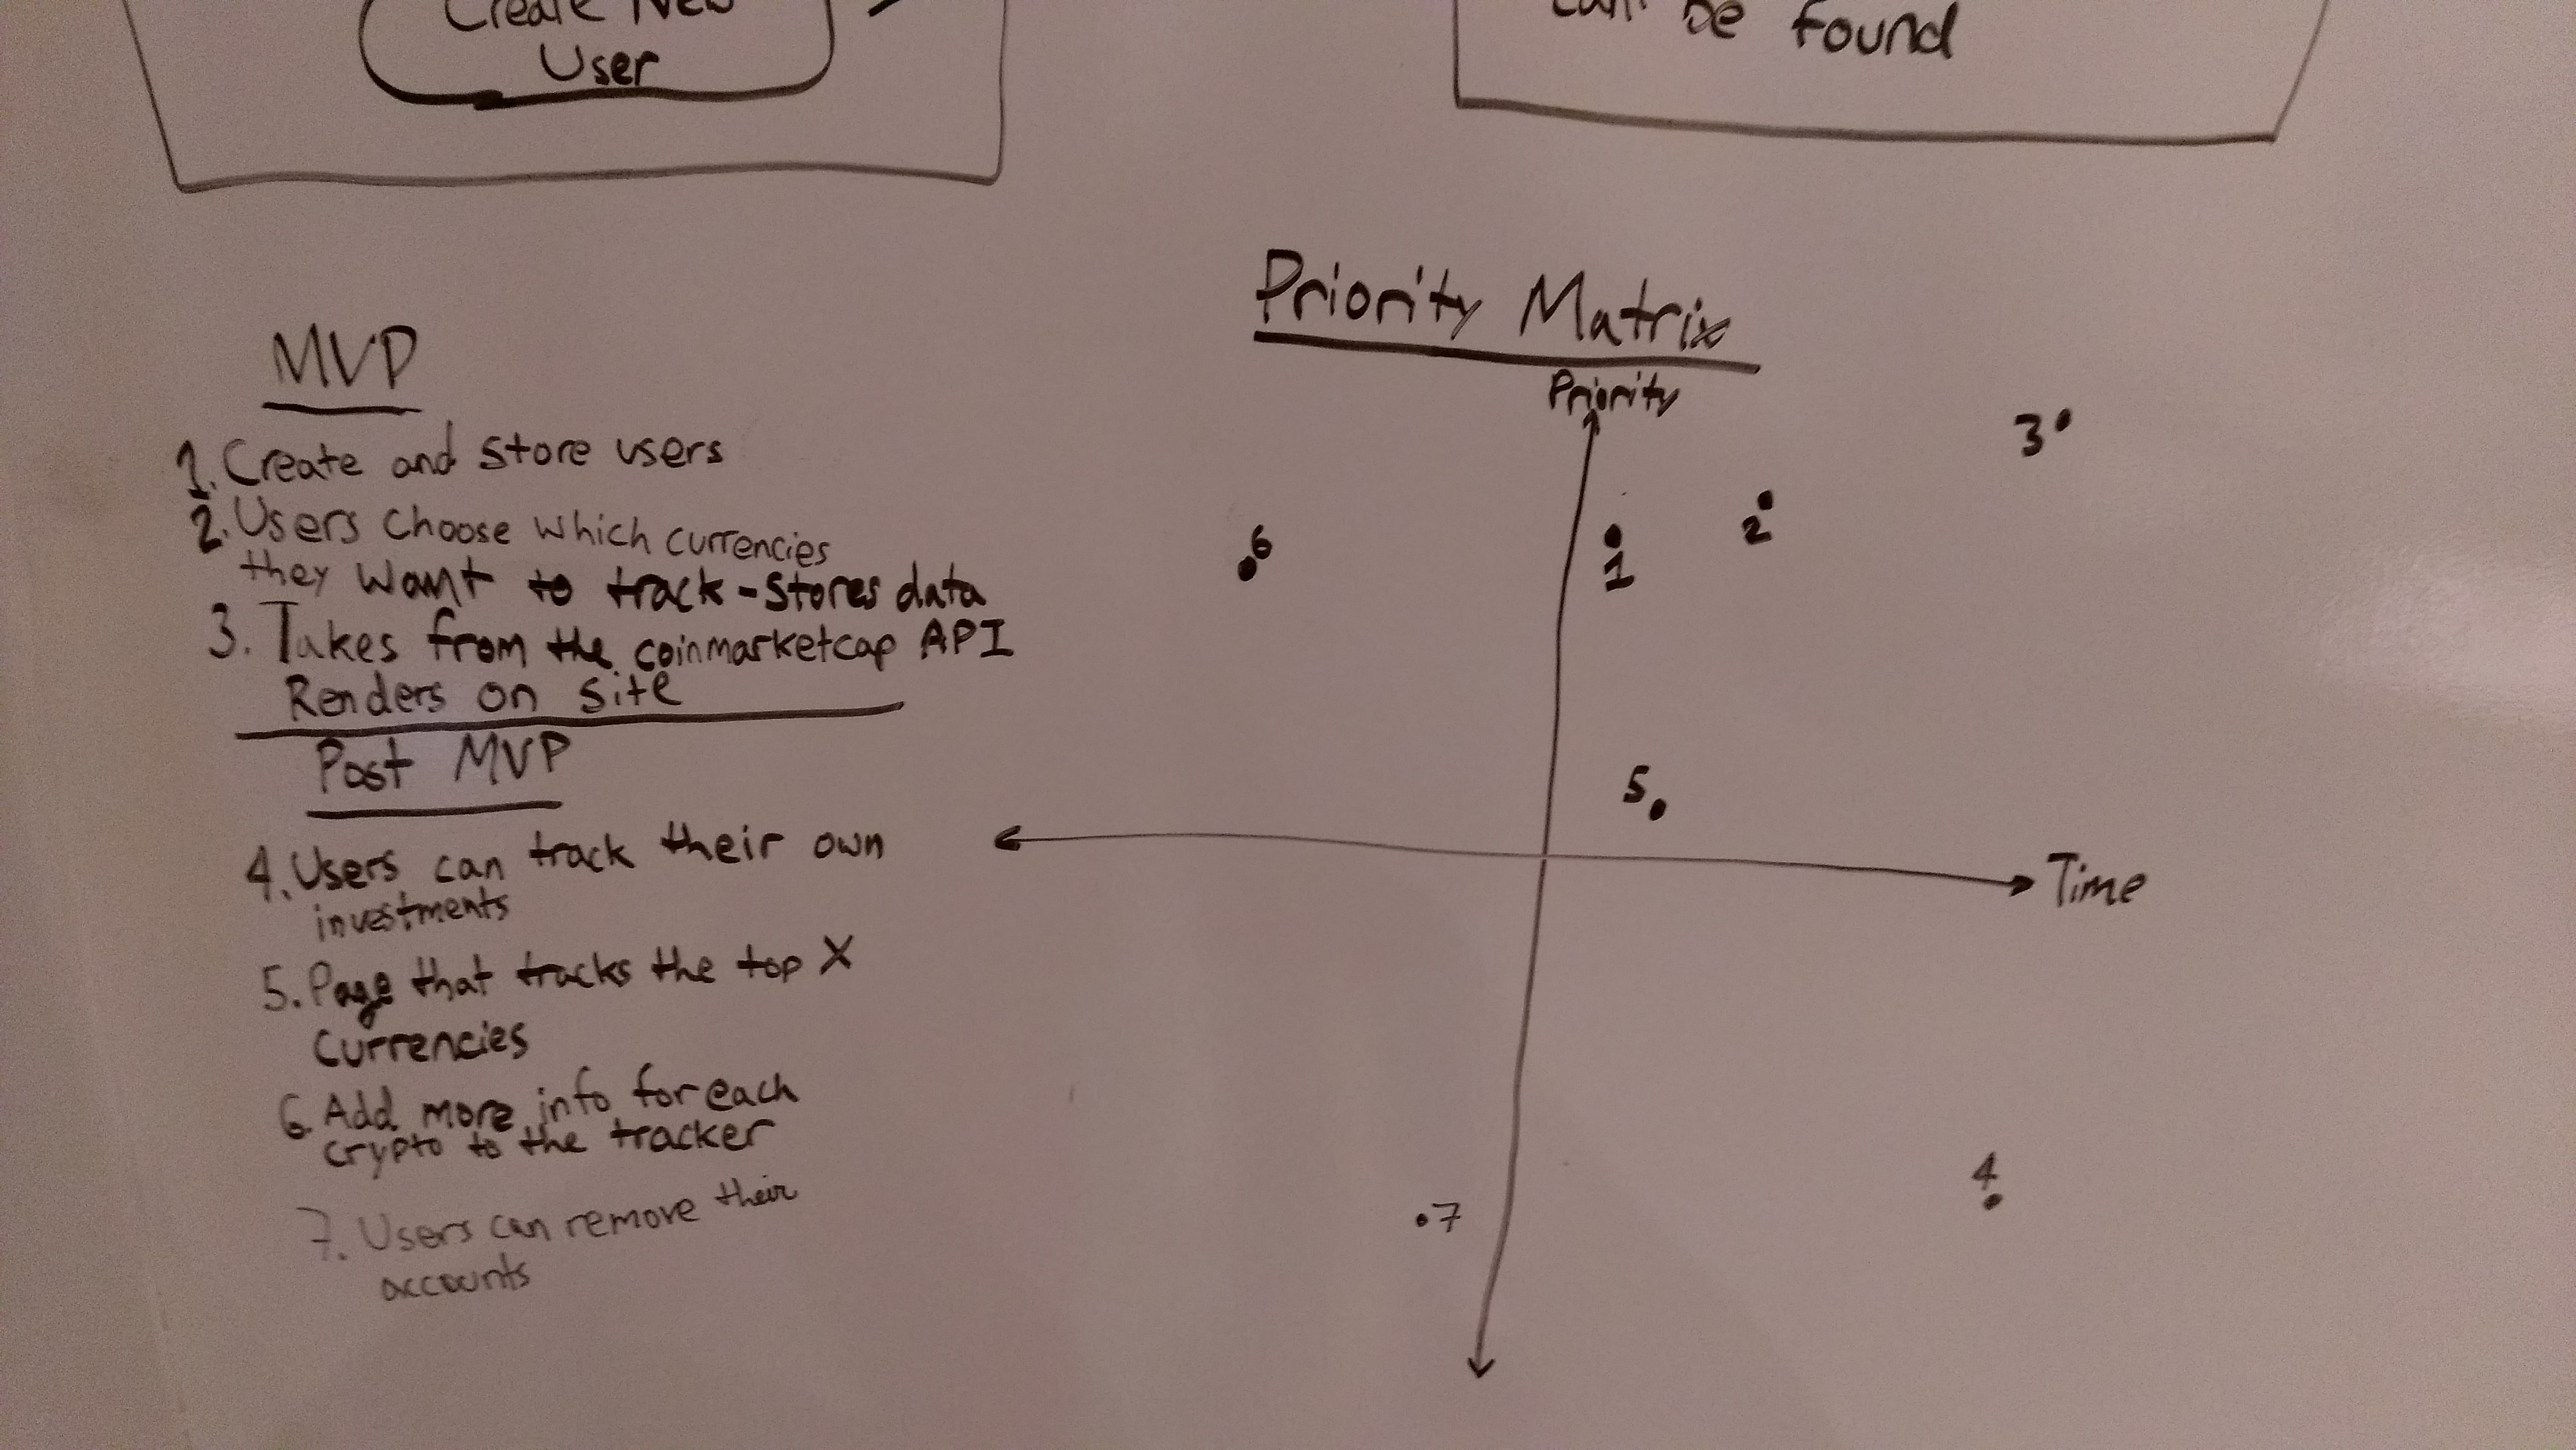 Create New
User
can't be found
MVP
1. Create and store users
2. Users choose which currencies
they want to track - stores data
3. Takes from the coinmarketcap API
Renders on site
Post MVP
4. Users can track their own
investments
5. Page that tracks the top X
Currencies
6. Add more info for each
crypto to the tracker
7. Users can remove their
accounts
Priority Matrix
Priority
3
6
2
1
5
Time
4
7